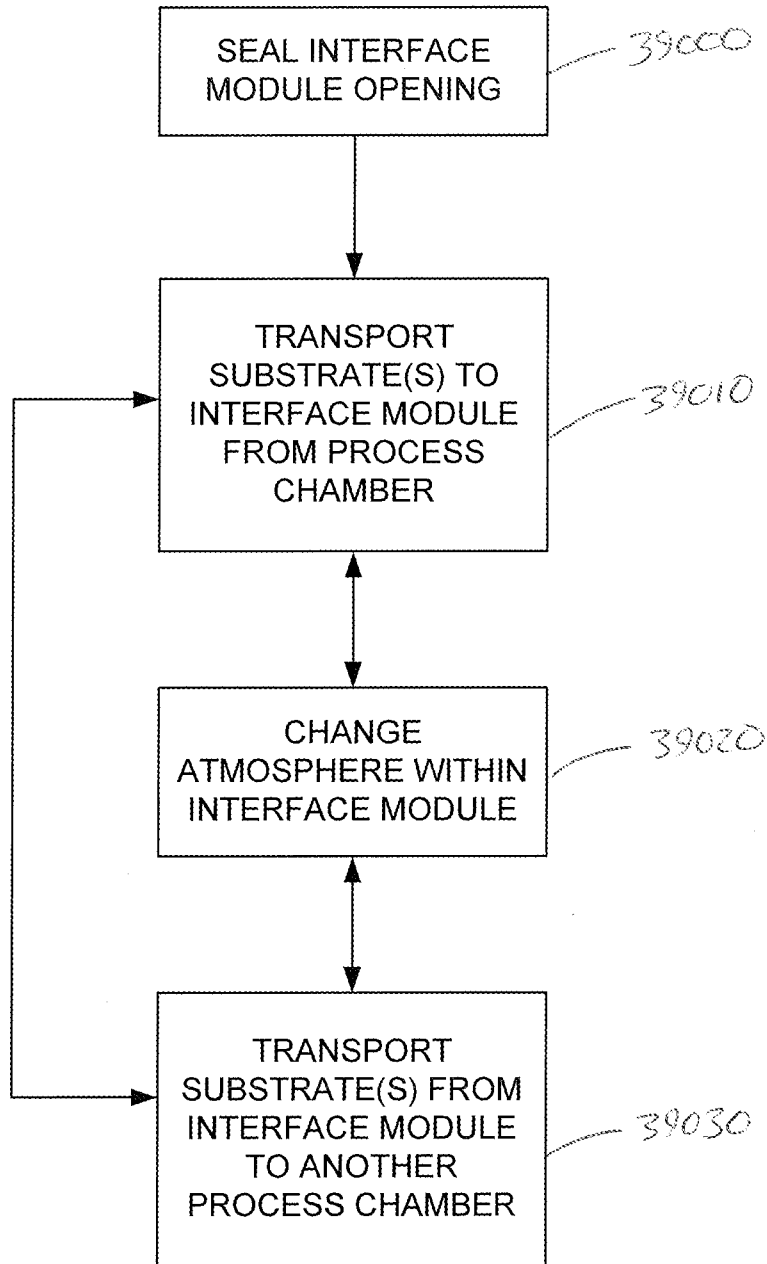 SEAL INTERFACE
MODULE OPENING
39000
TRANSPORT
SUBSTRATE(S) TO
INTERFACE MODULE
FROM PROCESS
CHAMBER
39010
CHANGE
ATMOSPHERE WITHIN
INTERFACE MODULE
39020
TRANSPORT
SUBSTRATE(S) FROM
INTERFACE MODULE
TO ANOTHER
PROCESS CHAMBER
39030